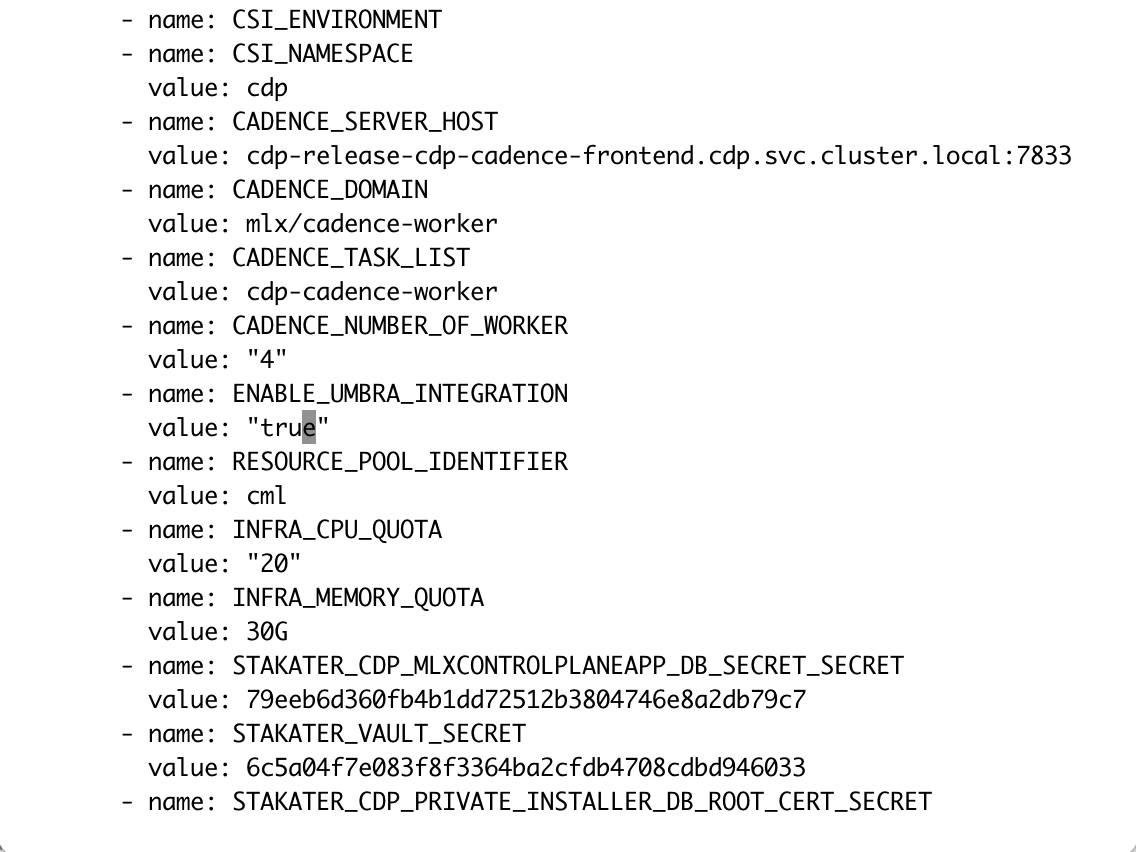 - name: CSI_ENVIRONMENT
- name: CSI_NAMESPACE
value: cdp
- name: CADENCE_SERVER_HOST
value: cdp-release-cdp-cadence-frontend.cdp.svc.cluster.local:7833
- name: CADENCE_DOMAIN
value: mlx/cadence-worker
- name: CADENCE_TASK_LIST
value: cdp-cadence-worker
- name: CADENCE_NUMBER_OF_WORKER
value: "4"
- name: ENABLE_UMBRA_INTEGRATION
value: "true"
- name: RESOURCE_POOL_IDENTIFIER
value: cml
- name: INFRA_CPU_QUOTA
value: "20"
- name: INFRA_MEMORY_QUOTA
value: 30G
- name: STAKATER_CDP_MLXCONTROLPLANEAPP_DB_SECRET_SECRET
value: 79eeb6d360fb4b1dd72512b3804746e8a2db79c7
- name: STAKATER_VAULT_SECRET
value: 6c5a04f7e083f8f3364ba2cfdb4708cdbd946033
- name: STAKATER_CDP_PRIVATE_INSTALLER_DB_ROOT_CERT_SECRET